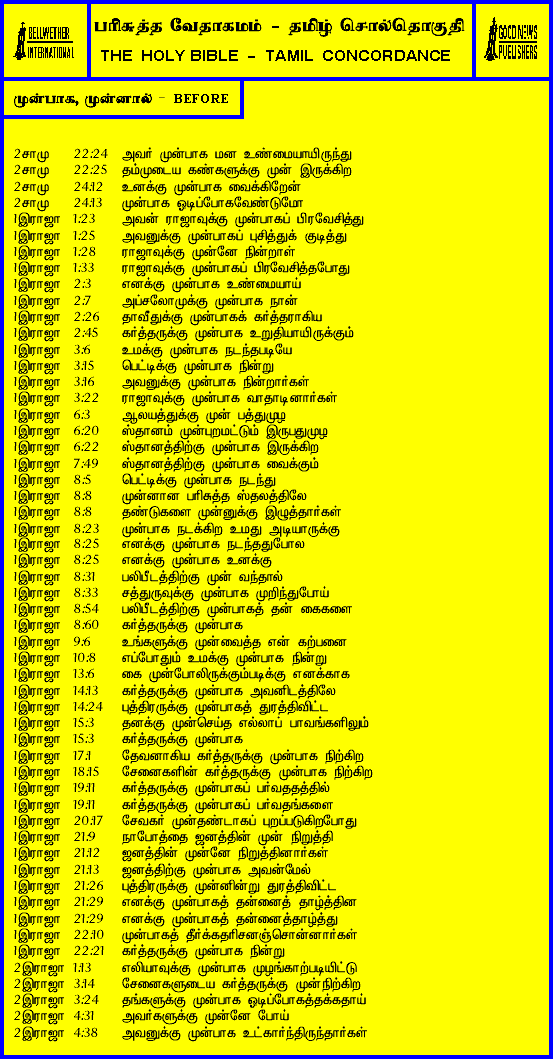 BELLWETHER
INTERNATIONAL
பரிசுத்த வேதாகமம் - தமிழ் சொல்தொகுதி
THE HOLY BIBLE - TAMIL CONCORDANCE
GOOD NEWS
PUBLISHERS
முன்பாக, முன்னால் - BEFORE
2சாமு 22:24 அவர் முன்பாக மன உண்மையாயிருந்து
2சாமு 22:25 தம்முடைய கண்களுக்கு முன் இருக்கிற
2சாமு 24:12 உனக்கு முன்பாக வைக்கிறேன்
2சாமு 24:13 முன்பாக ஓடிப்போகவேண்டுமோ
1இராஜா 1:23 அவன் ராஜாவுக்கு முன்பாகப் பிரவேசித்து
1இராஜா 1:25 அவனுக்கு முன்பாகப் புசித்துக் குடித்து
1இராஜா 1:28 ராஜாவுக்கு முன்னே நின்றாள்
1இராஜா 1:33 ராஜாவுக்கு முன்பாகப் பிரவேசித்தபோது
1இராஜா 2:3 எனக்கு முன்பாக உண்மையாய்
1இராஜா 2:7 அப்சலோமுக்கு முன்பாக நான்
1இராஜா 2:26 தாவீதுக்கு முன்பாகக் கர்த்தராகிய
1இராஜா 2:45 கர்த்தருக்கு முன்பாக உறுதியாயிருக்கும்
1இராஜா 3:6 உமக்கு முன்பாக நடந்தபடியே
1இராஜா 3:15 பெட்டிக்கு முன்பாக நின்று
1இராஜா 3:16 அவனுக்கு முன்பாக நின்றார்கள்
1இராஜா 3:22 ராஜாவுக்கு முன்பாக வாதாடினார்கள்
1இராஜா 6:3 ஆலயத்துக்கு முன் பத்துமுழ
1இராஜா 6:20 ஸ்தானம் முன்புறமட்டும் இருபதுமுழ
1இராஜா 6:22 ஸ்தானத்திற்கு முன்பாக இருக்கிற
1இராஜா 7:49 ஸ்தானத்திற்கு முன்பாக வைக்கும்
1இராஜா 8:5 பெட்டிக்கு முன்பாக நடந்து
1இராஜா 8:8 முன்னான பரிசுத்த ஸ்தலத்திலே
1இராஜா 8:8 தண்டுகளை முன்னுக்கு இழுத்தார்கள்
1இராஜா 8:23 முன்பாக நடக்கிற உமது அடியாருக்கு
1இராஜா 8:25 எனக்கு முன்பாக நடந்ததுபோல
1இராஜா 8:25 எனக்கு முன்பாக உனக்கு
1இராஜா 8:31 பலிபீடத்திற்கு முன் வந்தால்
1இராஜா 8:33 சத்துருவுக்கு முன்பாக முறிந்துபோய்
1இராஜா 8:54 பலிபீடத்திற்கு முன்பாகத் தன் கைகளை
1இராஜா 8:60 கர்த்தருக்கு முன்பாக
1இராஜா 9:6 உங்களுக்கு முன்வைத்த என் கற்பனை
1இராஜா 10:8 எப்போதும் உமக்கு முன்பாக நின்று
1இராஜா 13:6 கை முன்போலிருக்கும்படிக்கு எனக்காக
1இராஜா 14:13 கர்த்தருக்கு முன்பாக அவனிடத்திலே
1இராஜா 14:24 புத்திரருக்கு முன்பாகத் துரத்திவிட்ட
1இராஜா 15:3 தனக்கு முன்செய்த எல்லாப் பாவங்களிலும்
1இராஜா 15:3 கர்த்தருக்கு முன்பாக
1இராஜா 17:1 தேவனாகிய கர்த்தருக்கு முன்பாக நிற்கிற
1இராஜா 18:15 சேனைகளின் கர்த்தருக்கு முன்பாக நிற்கிற
1இராஜா 19:11 கர்த்தருக்கு முன்பாகப் பர்வததத்தில்
1இராஜா 19:11 கர்த்தருக்கு முன்பாகப் பர்வதங்களை
1இராஜா 20:17 சேவகர் முன்தண்டாகப் புறப்படுகிறபோது
1இராஜா 21:9 நாபோத்தை ஜனத்தின் முன் நிறுத்தி
1இராஜா 21:12 ஜனத்தின் முன்னே நிறுத்தினார்கள்
1இராஜா 21:13 ஜனத்திற்கு முன்பாக அவன்மேல்
1இராஜா 21:26 புத்திரருக்கு முன்னின்று துரத்திவிட்ட
1இராஜா 21:29 எனக்கு முன்பாகத் தன்னைத் தாழ்த்தின
1இராஜா 21:29 எனக்கு முன்பாகத் தன்னைத்தாழ்த்து
1இராஜா 22:10 முன்பாகத் தீர்க்கதரிசனஞ்சொன்னார்கள்
1இராஜா 22:21 கர்த்தருக்கு முன்பாக நின்று
2இராஜா 1:13 எலியாவுக்கு முன்பாக முழங்காற்படியிட்டு
2இராஜா 3:14 சேனைகளுடைய கர்த்தருக்கு முன்நிற்கிற
2இராஜா 3:24 தங்களுக்கு முன்பாக ஓடிப்போகத்தக்கதாய்
2இராஜா 4:31 அவர்களுக்கு முன்னே போய்
2இராஜா 4:38 அவனுக்கு முன்பாக உட்கார்ந்திருந்தார்கள்